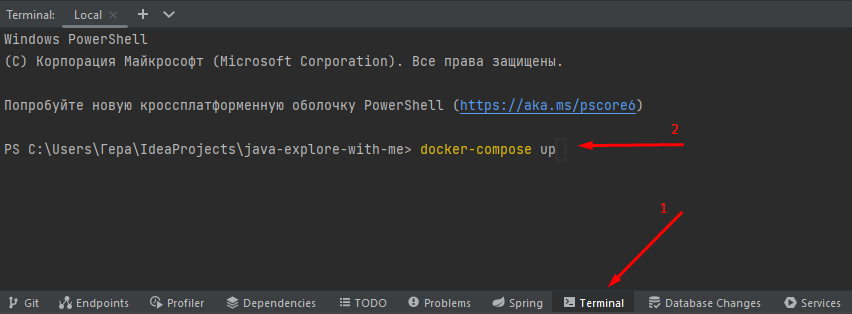 Terminal: Local
Windows PowerShell
(C) Корпорация Майкрософт (Microsoft Corporation). Все права защищены.
Попробуйте новую кроссплатформенную оболочку PowerShell (https://aka.ms/pscore6)
2
PS C:\Users\Гера\IdeaProjects\java-explore-with-me> docker-compose up
1
Git Endpoints Profiler Dependencies TODO Problems Spring Terminal Database Changes Services